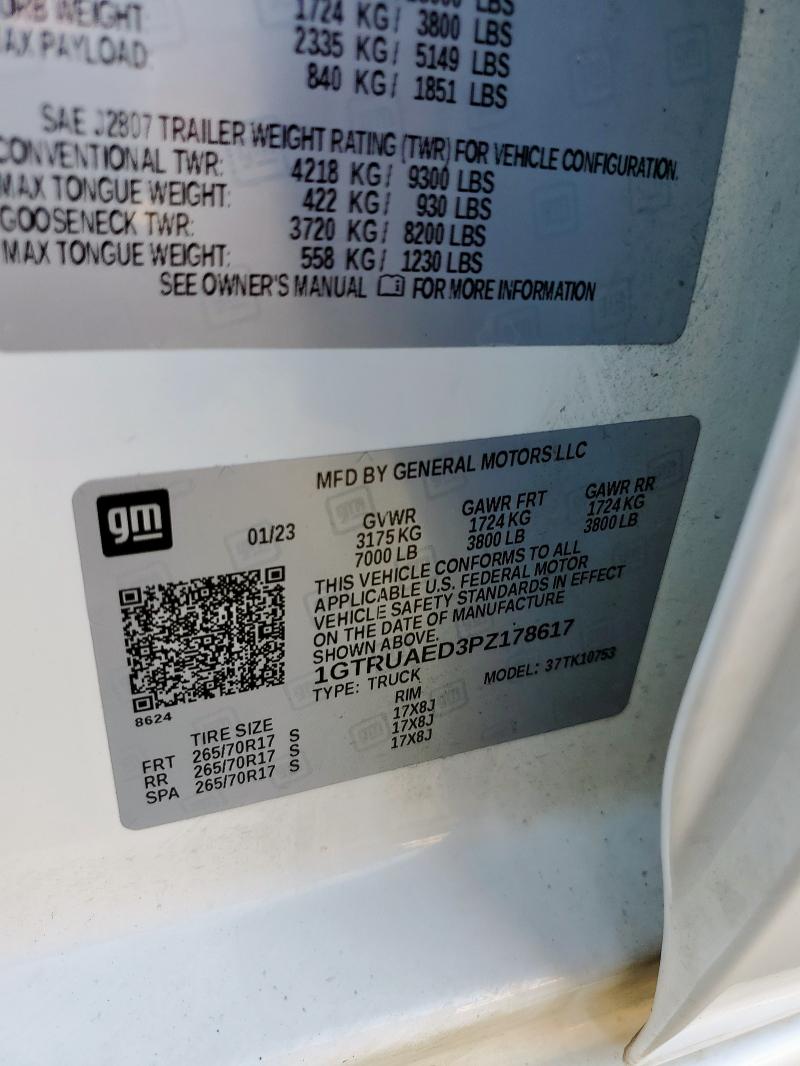 LBS
CURB WEIGHT 1724 KG/ 3800 LBS
MAX PAYLOAD: 2335 KG/ 5149 LBS
840 KG/ 1851 LBS
SAE J2807 TRAILER WEIGHT RATING (TWR) FOR VEHICLE CONFIGURATION.
CONVENTIONAL TWR: 4218 KG/ 9300 LBS
MAX TONGUE WEIGHT: 422 KG/ 930 LBS
GOOSENECK TWR: 3720 KG/ 8200 LBS
MAX TONGUE WEIGHT: 558 KG/ 1230 LBS
SEE OWNER'S MANUAL FOR MORE INFORMATION
MFD BY GENERAL MOTORS LLC
gm
01/23
GVWR GAWR FRT GAWR RR
3175 KG 1724 KG 1724 KG
7000 LB 3800 LB 3800 LB
THIS VEHICLE CONFORMS TO ALL
APPLICABLE U.S. FEDERAL MOTOR
VEHICLE SAFETY STANDARDS IN EFFECT
ON THE DATE OF MANUFACTURE
SHOWN ABOVE.
1GTRUAED3PZ178617
TYPE: TRUCK MODEL: 37TK10753
8624
TIRE SIZE RIM
FRT 265/70R17 S 17X8J
RR 265/70R17 S 17X8J
SPA 265/70R17 S 17X8J